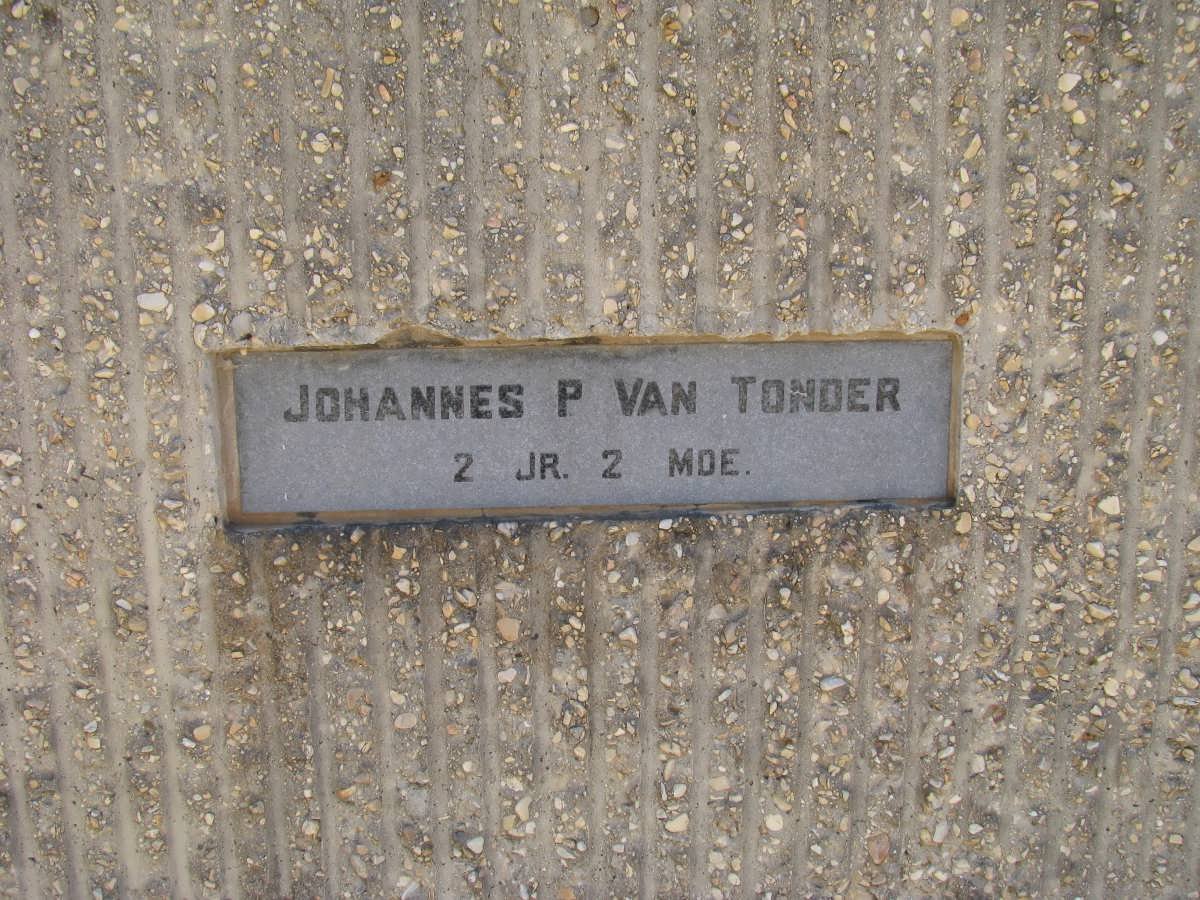 JOHANNES P VAN TONDER
2 JR. 2 MDE.